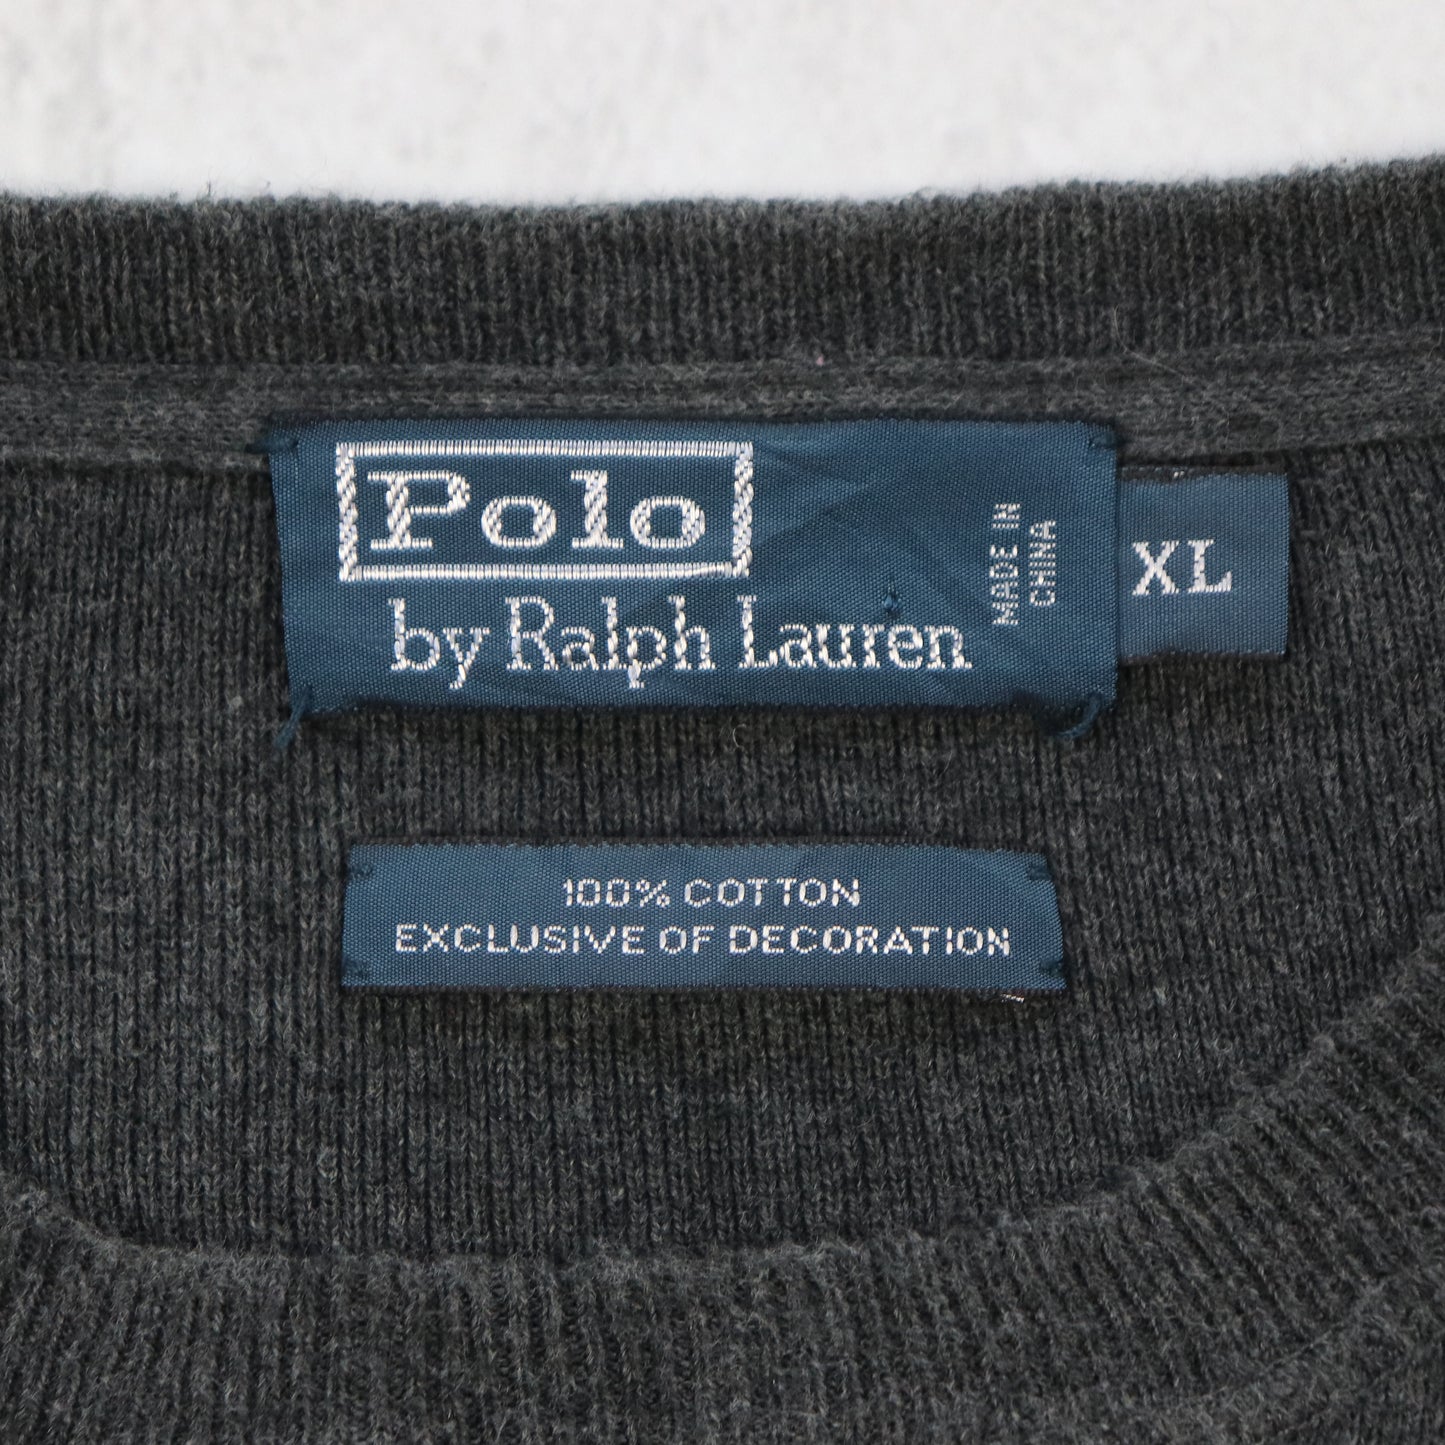 Polo
by Ralph Lauren
MADE IN
CHINA
XL
100% COTTON
EXCLUSIVE OF DECORATION